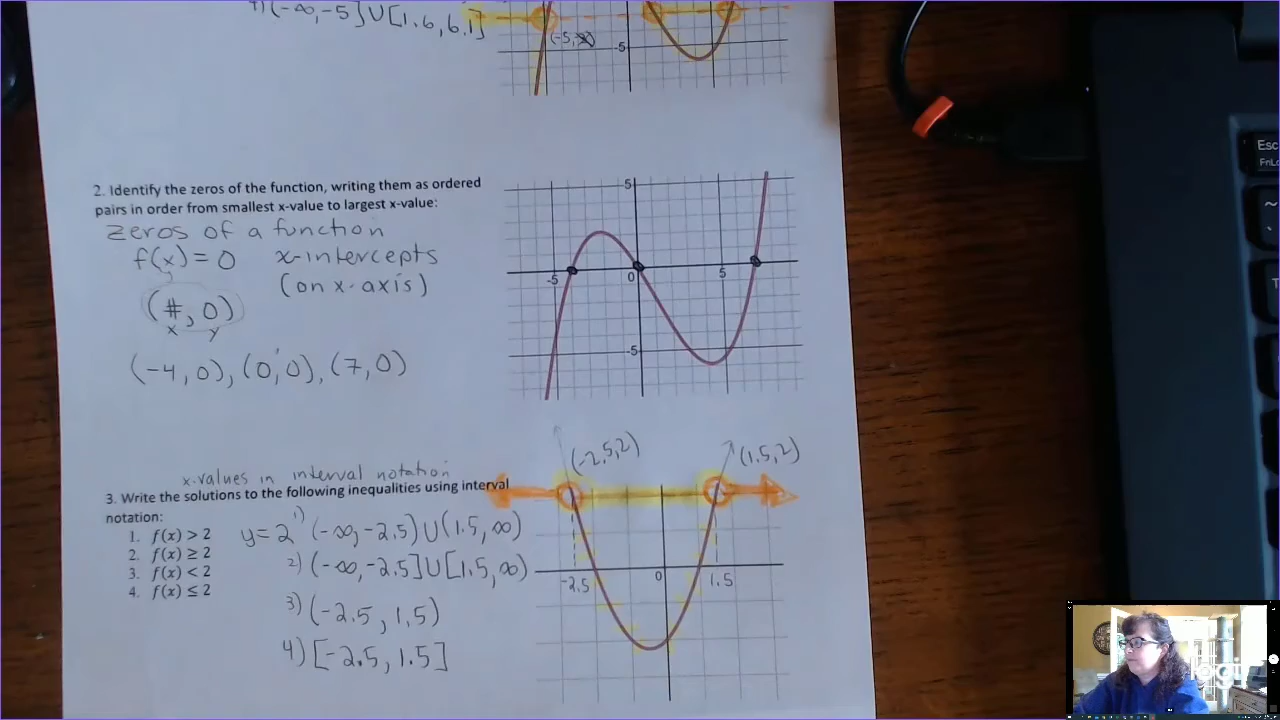 1) (-∞, -5] U [1.6, 6.1]
(-5,
-5
2. Identify the zeros of the function, writing them as ordered
pairs in order from smallest x-value to largest x-value:
zeros of a function
f(x) = 0 x-intercepts
(on x-axis)
(#, 0)
x y
(-4, 0), (0, 0), (7, 0)
5
-5 0 5
-5
x-values in interval notation
3. Write the solutions to the following inequalities using interval
notation:
1. f(x) > 2
2. f(x) ≥ 2
3. f(x) < 2
4. f(x) ≤ 2
y = 2
1) (-∞, -2.5) U (1.5, ∞)
2) (-∞, -2.5] U [1.5, ∞)
3) (-2.5, 1.5)
4) [-2.5, 1.5]
(-2.5, 2) (1.5, 2)
-2.5 0 1.5
Esc
FnL
~
logi